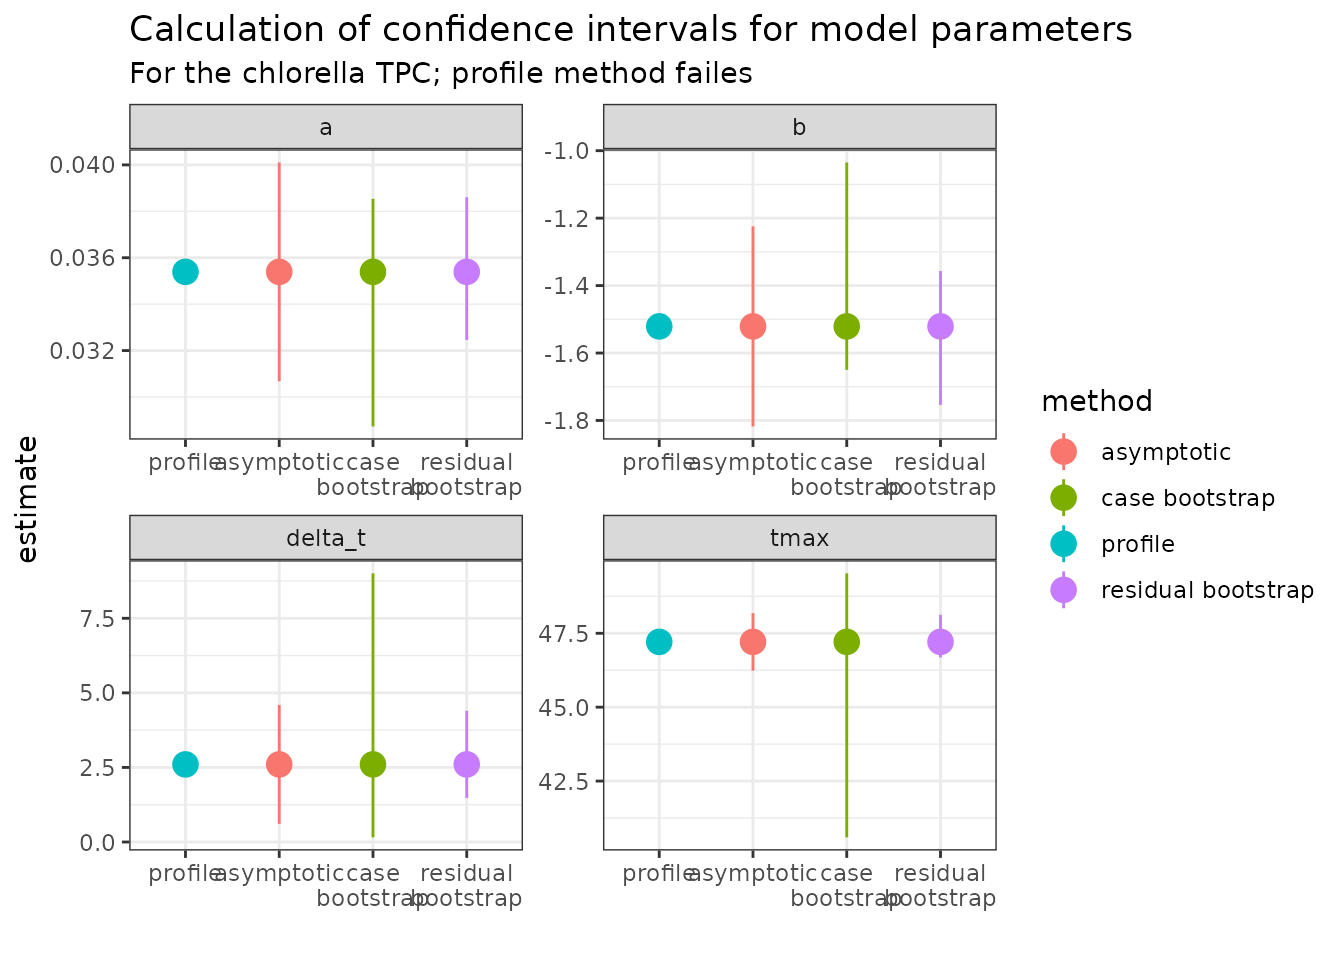 Calculation of confidence intervals for model parameters
For the chlorella TPC; profile method failes
a
0.040
0.036
0.032
profile asymptotic case bootstrap residual bootstrap
b
-1.0
-1.2
-1.4
-1.6
-1.8
profile asymptotic case bootstrap residual bootstrap
estimate
delta_t
7.5
5.0
2.5
0.0
profile asymptotic case bootstrap residual bootstrap
tmax
47.5
45.0
42.5
profile asymptotic case bootstrap residual bootstrap
method
asymptotic
case bootstrap
profile
residual bootstrap